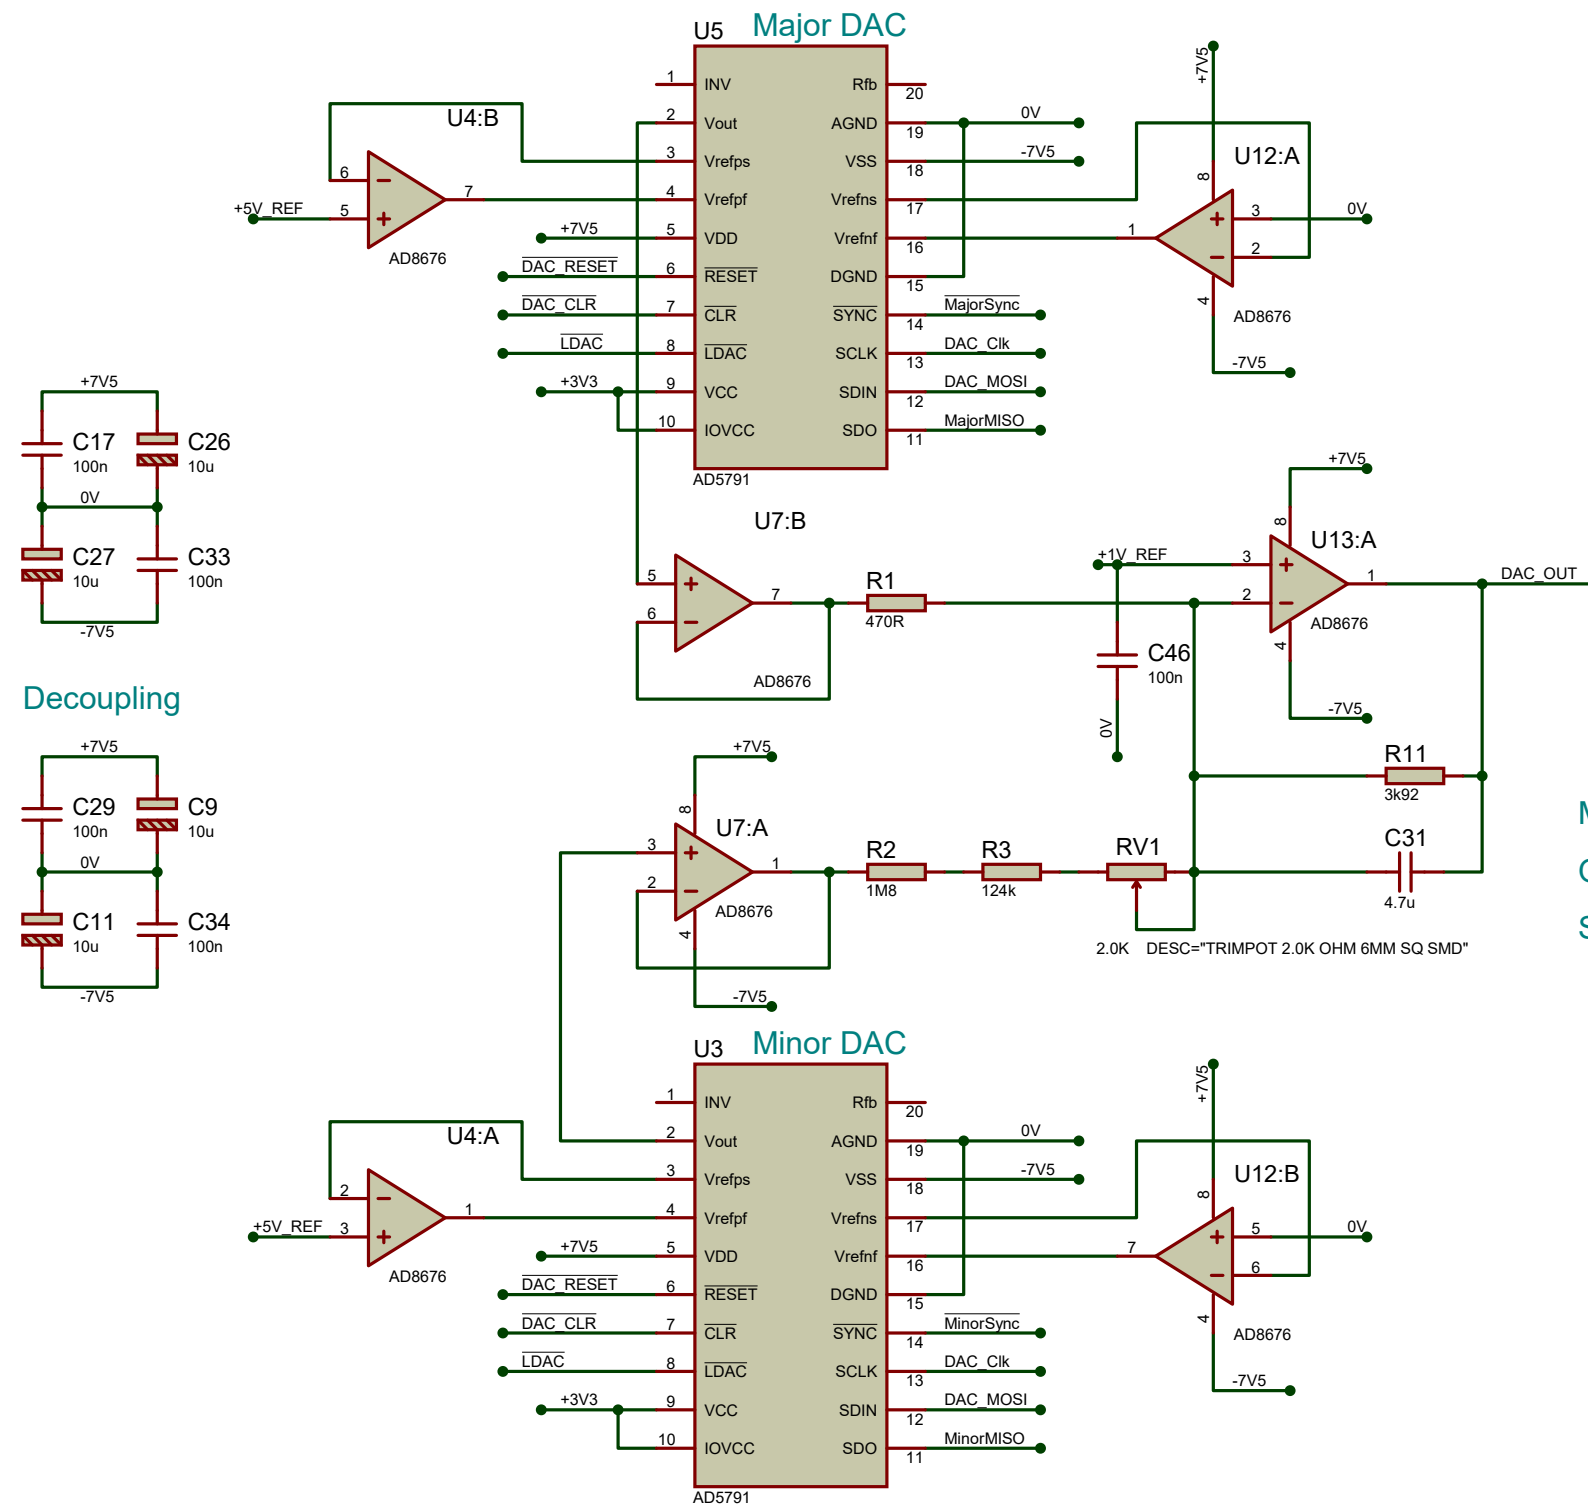 U5 Major DAC
1 INV Rfb 20
2 Vout AGND 19 0V
3 Vrefps VSS 18 -7V5
4 Vrefpf Vrefns 17
5 VDD Vrefnf 16
6 RESET DGND 15
7 CLR SYNC 14 MajorSync
8 LDAC SCLK 13 DAC_Clk
9 VCC SDIN 12 DAC_MOSI
10 IOVCC SDO 11 MajorMISO
AD5791
U4:B
6
5
7
+5V_REF
AD8676
+7V5
DAC_RESET
DAC_CLR
LDAC
+3V3
+7V5
U12:A
8
3
2
1
4
0V
AD8676
-7V5
+7V5
C17
100n
C26
10u
0V
C27
10u
C33
100n
-7V5
Decoupling
+7V5
C29
100n
C9
10u
0V
C11
10u
C34
100n
-7V5
U7:B
5
6
7
AD8676
R1
470R
+1V_REF
C46
100n
0V
+7V5
U13:A
8
3
2
1
4
AD8676
-7V5
DAC_OUT
R11
3k92
C31
4.7u
+7V5
U7:A
8
3
2
1
4
AD8676
-7V5
R2
1M8
R3
124k
RV1
2.0K DESC="TRIMPOT 2.0K OHM 6MM SQ SMD"
U3 Minor DAC
1 INV Rfb 20
2 Vout AGND 19 0V
3 Vrefps VSS 18 -7V5
4 Vrefpf Vrefns 17
5 VDD Vrefnf 16
6 RESET DGND 15
7 CLR SYNC 14 MinorSync
8 LDAC SCLK 13 DAC_Clk
9 VCC SDIN 12 DAC_MOSI
10 IOVCC SDO 11 MinorMISO
AD5791
U4:A
2
3
1
+5V_REF
AD8676
+7V5
DAC_RESET
DAC_CLR
LDAC
+3V3
+7V5
U12:B
8
5
6
7
4
0V
AD8676
-7V5